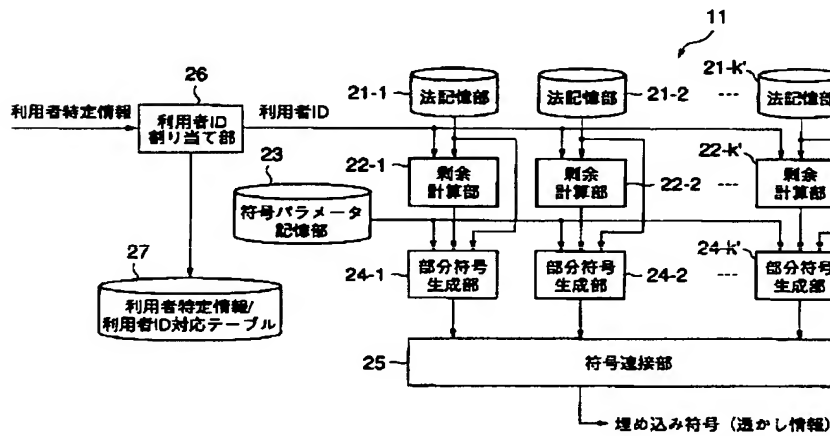 11
26
21-1
法記憶部
法記憶部
21-2
21-k'
法記憶部
利用者特定情報
利用者ID
割り当て部
利用者ID
22-1
剰余
計算部
剰余
計算部
22-2
22-k'
剰余
計算部
23
符号パラメータ
記憶部
24-1
部分符号
生成部
部分符号
生成部
24-2
24-k'
部分符号
生成部
27
利用者特定情報/
利用者ID対応テーブル
25
符号連接部
埋め込み符号（透かし情報）